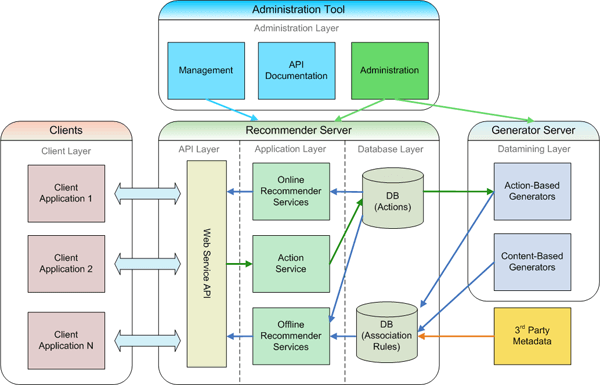 Administration Tool
Administration Layer
Management
API
Documentation
Administration
Clients
Client Layer
Client
Application 1
Client
Application 2
Client
Application N
Recommender Server
API Layer
Application Layer
Database Layer
Web Service API
Online
Recommender
Services
Action
Service
Offline
Recommender
Services
DB
(Actions)
DB
(Association
Rules)
Generator Server
Datamining Layer
Action-Based
Generators
Content-Based
Generators
3rd Party
Metadata